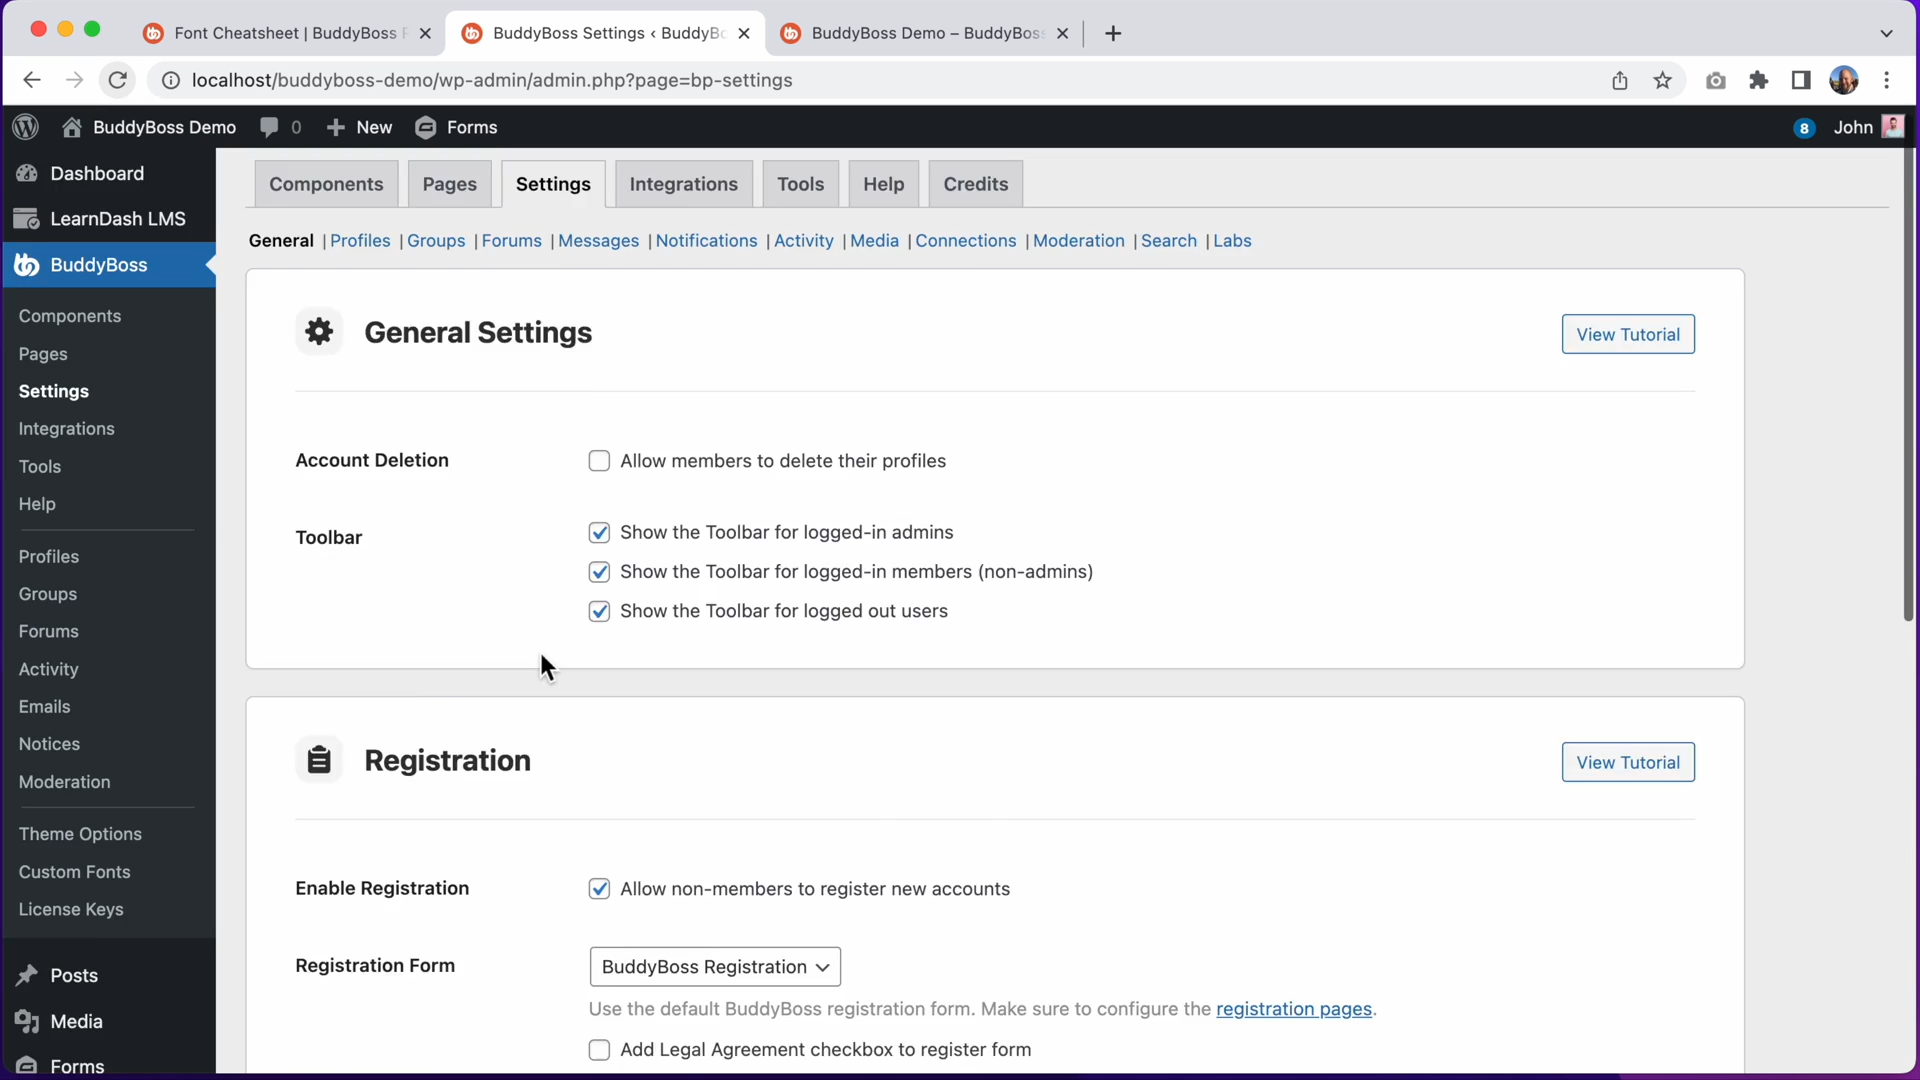 Font Cheatsheet | BuddyBoss
BuddyBoss Settings ‹ BuddyBo
BuddyBoss Demo – BuddyBoss
localhost/buddyboss-demo/wp-admin/admin.php?page=bp-settings
BuddyBoss Demo
0
New
Forms
8
John
Dashboard
LearnDash LMS
BuddyBoss
Components
Pages
Settings
Integrations
Tools
Help
Profiles
Groups
Forums
Activity
Emails
Notices
Moderation
Theme Options
Custom Fonts
License Keys
Posts
Media
Forms
Components
Pages
Settings
Integrations
Tools
Help
Credits
General | Profiles | Groups | Forums | Messages | Notifications | Activity | Media | Connections | Moderation | Search | Labs
General Settings
View Tutorial
Account Deletion
Allow members to delete their profiles
Toolbar
Show the Toolbar for logged-in admins
Show the Toolbar for logged-in members (non-admins)
Show the Toolbar for logged out users
Registration
View Tutorial
Enable Registration
Allow non-members to register new accounts
Registration Form
BuddyBoss Registration
Use the default BuddyBoss registration form. Make sure to configure the registration pages.
Add Legal Agreement checkbox to register form